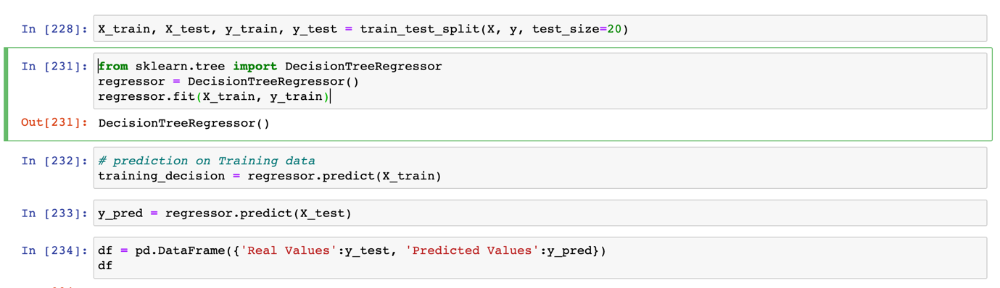 In [228]: X_train, X_test, y_train, y_test = train_test_split(X, y, test_size=20)
In [231]: from sklearn.tree import DecisionTreeRegressor
regressor = DecisionTreeRegressor()
regressor.fit(X_train, y_train)
Out[231]: DecisionTreeRegressor()
In [232]: # prediction on Training data
training_decision = regressor.predict(X_train)
In [233]: y_pred = regressor.predict(X_test)
In [234]: df = pd.DataFrame({'Real Values':y_test, 'Predicted Values':y_pred})
df